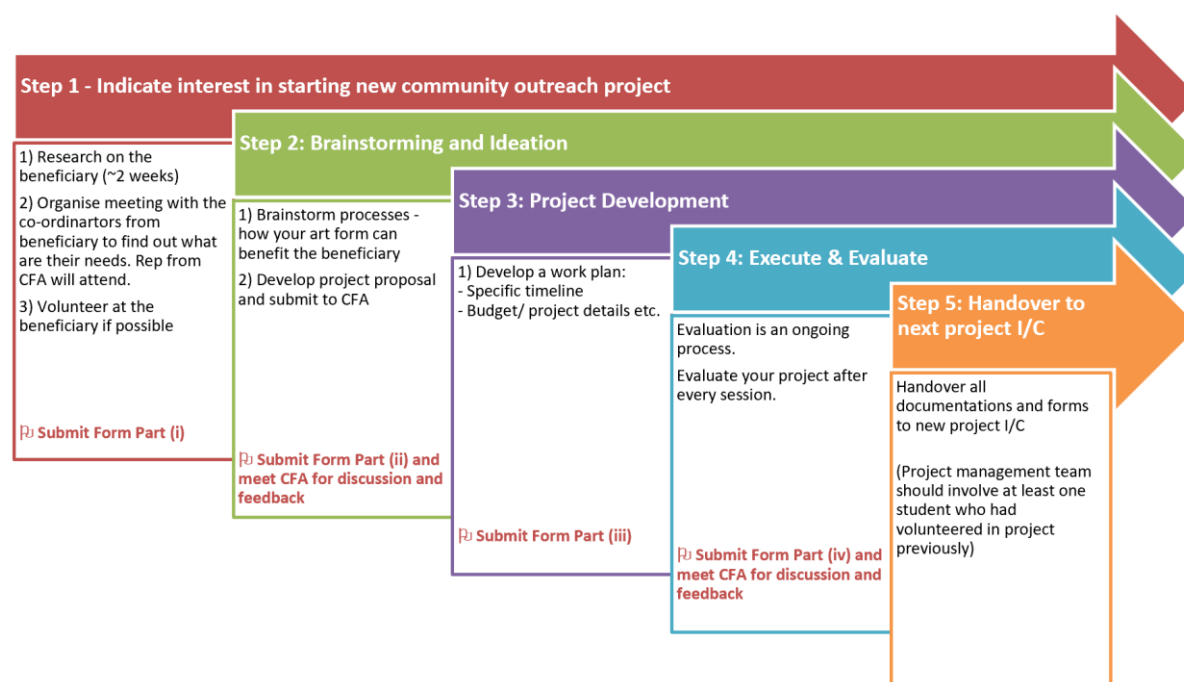 Step 1 - Indicate interest in starting new community outreach project
1) Research on the
beneficiary (~2 weeks)
2) Organise meeting with the
co-ordinartors from
beneficiary to find out what
are their needs. Rep from
CFA will attend.
3) Volunteer at the
beneficiary if possible
Submit Form Part (i)
Step 2: Brainstorming and Ideation
1) Brainstorm processes -
how your art form can
benefit the beneficiary
2) Develop project proposal
and submit to CFA
Submit Form Part (ii) and
meet CFA for discussion and
feedback
Step 3: Project Development
1) Develop a work plan:
- Specific timeline
- Budget/ project details etc.
Submit Form Part (iii)
Step 4: Execute & Evaluate
Evaluation is an ongoing
process.
Evaluate your project after
every session.
Submit Form Part (iv) and
meet CFA for discussion and
feedback
Step 5: Handover to
next project I/C
Handover all
documentations and forms
to new project I/C
(Project management team
should involve at least one
student who had
volunteered in project
previously)